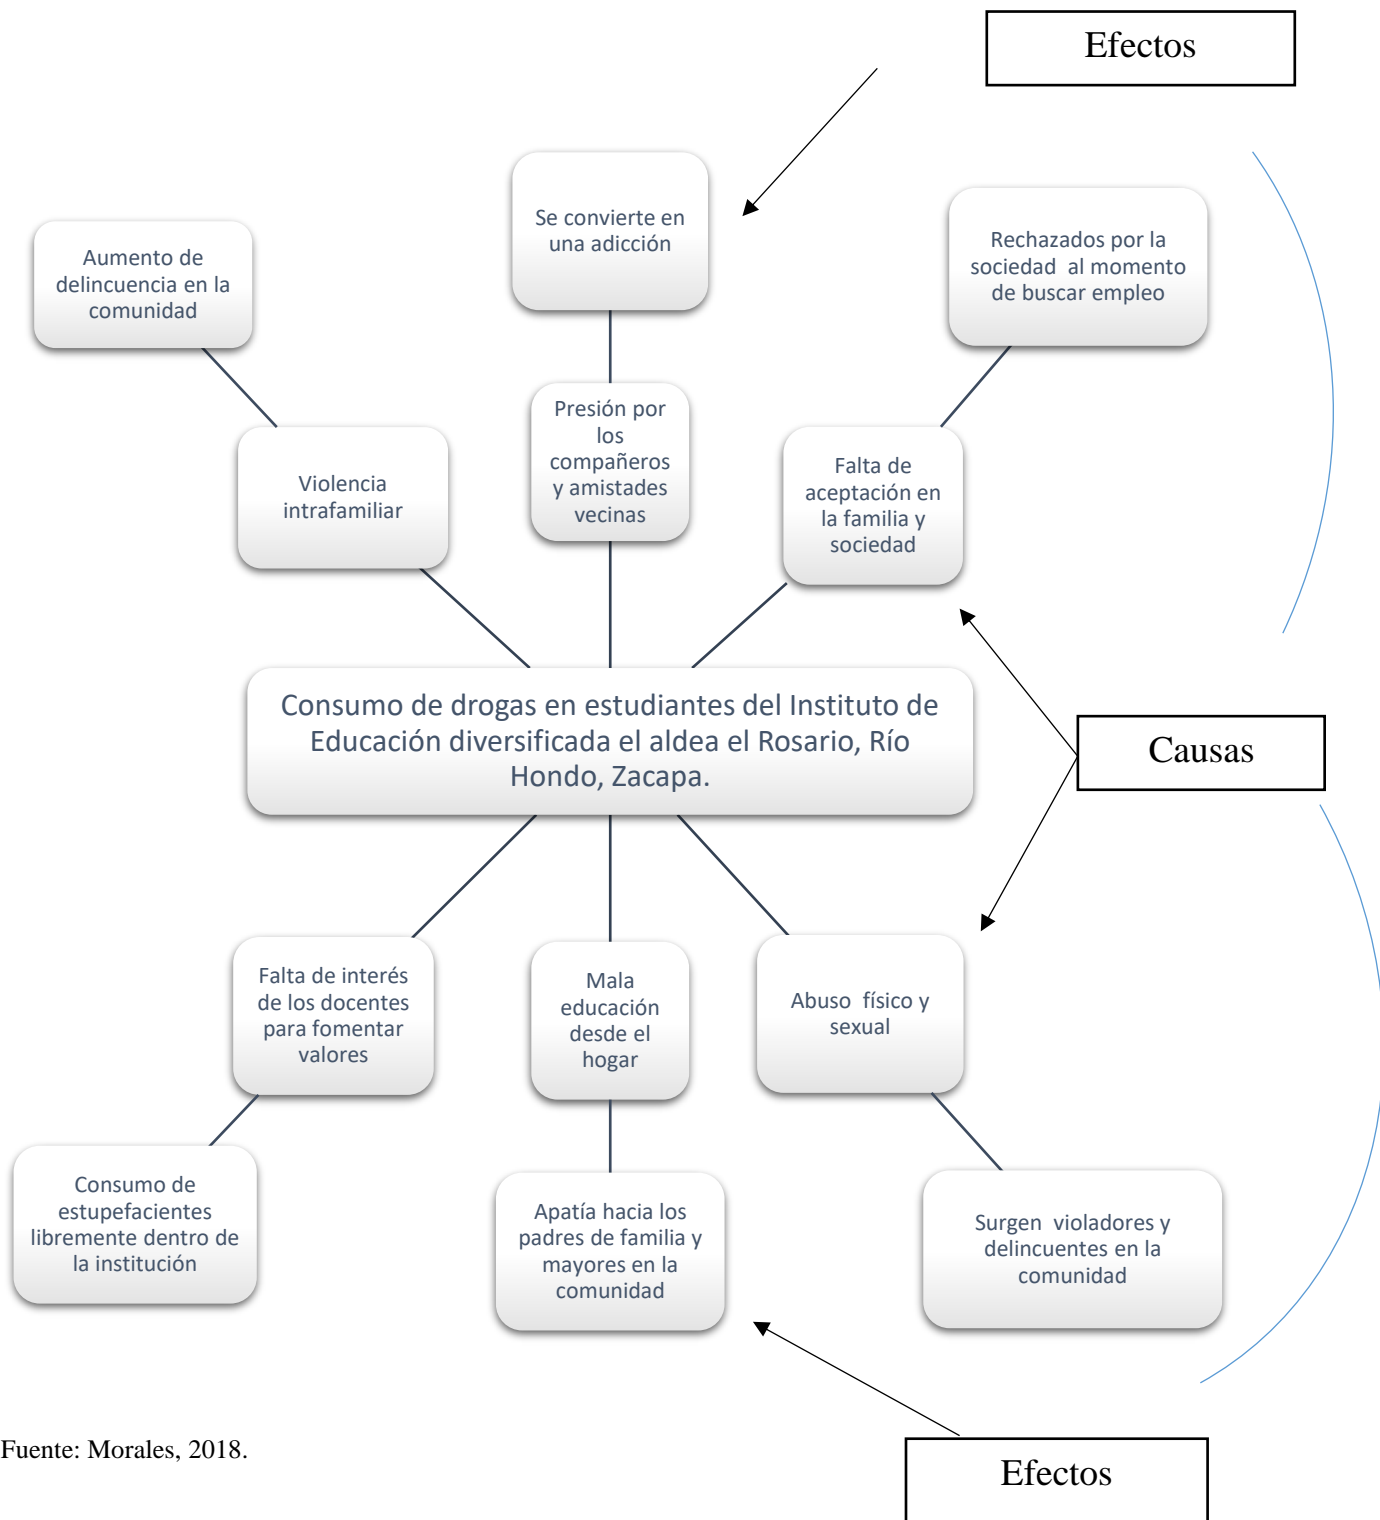 Efectos
Se convierte en
una adicción
Aumento de
delincuencia en la
comunidad
Rechazados por la
sociedad al momento
de buscar empleo
Presión por
los
compañeros
y amistades
vecinas
Violencia
intrafamiliar
Falta de
aceptación en
la familia y
sociedad
Consumo de drogas en estudiantes del Instituto de
Educación diversificada el aldea el Rosario, Río
Hondo, Zacapa.
Causas
Falta de interés
de los docentes
para fomentar
valores
Mala
educación
desde el
hogar
Abuso físico y
sexual
Consumo de
estupefacientes
libremente dentro de
la institución
Apatía hacia los
padres de familia y
mayores en la
comunidad
Surgen violadores y
delincuentes en la
comunidad
Fuente: Morales, 2018.
Efectos